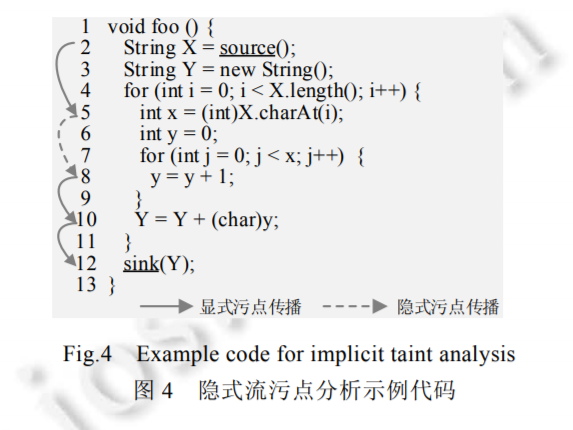 1 void foo () {
2 String X = source();
3 String Y = new String();
4 for (int i = 0; i < X.length(); i++) {
5 int x = (int)X.charAt(i);
6 int y = 0;
7 for (int j = 0; j < x; j++) {
8 y = y + 1;
9 }
10 Y = Y + (char)y;
11 }
12 sink(Y);
13 }
显式污点传播 隐式污点传播
Fig.4 Example code for implicit taint analysis
图 4 隐式流污点分析示例代码